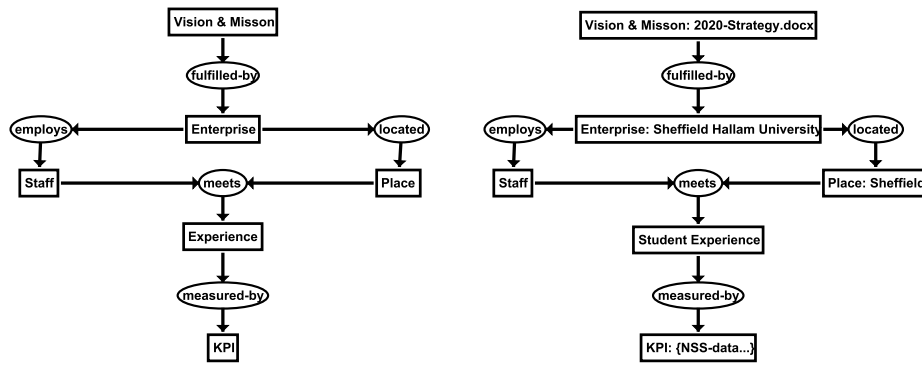 Vision & Misson
fulfilled-by
employs
Enterprise
located
Staff
meets
Place
Experience
measured-by
KPI
Vision & Misson: 2020-Strategy.docx
fulfilled-by
employs
Enterprise: Sheffield Hallam University
located
Staff
meets
Place: Sheffield
Student Experience
measured-by
KPI: {NSS-data...}